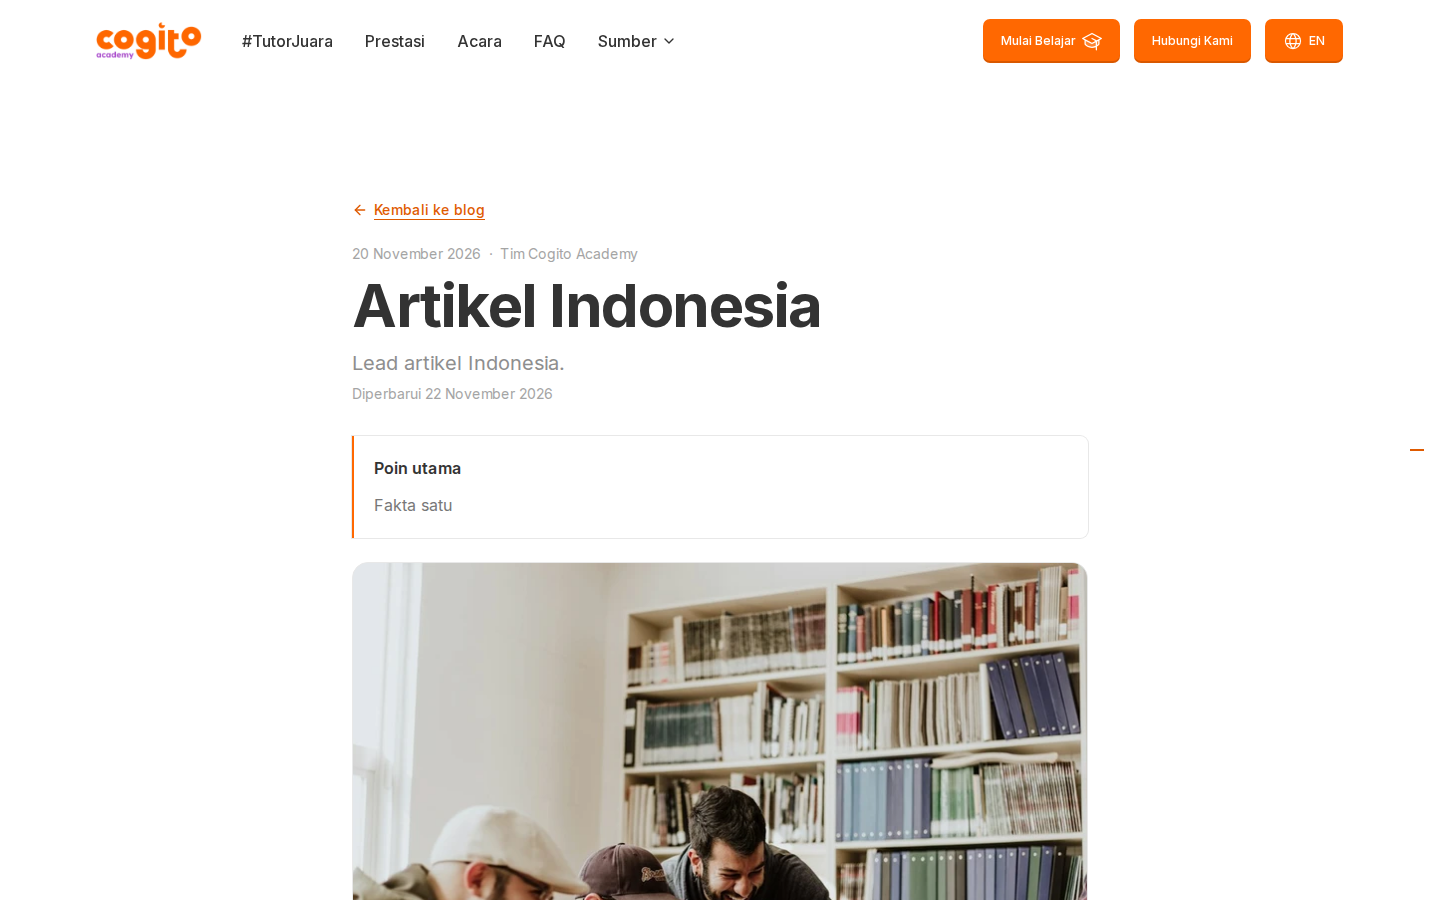 cogito
academy
#TutorJuara
Prestasi
Acara
FAQ
Sumber
Mulai Belajar
Hubungi Kami
EN
Kembali ke blog
20 November 2026 · Tim Cogito Academy
Artikel Indonesia
Lead artikel Indonesia.
Diperbarui 22 November 2026
Poin utama
Fakta satu